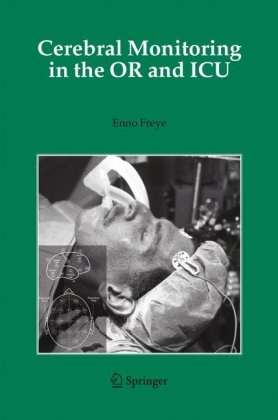 Cerebral Monitoring
in the OR and ICU
Enno Freye
Springer